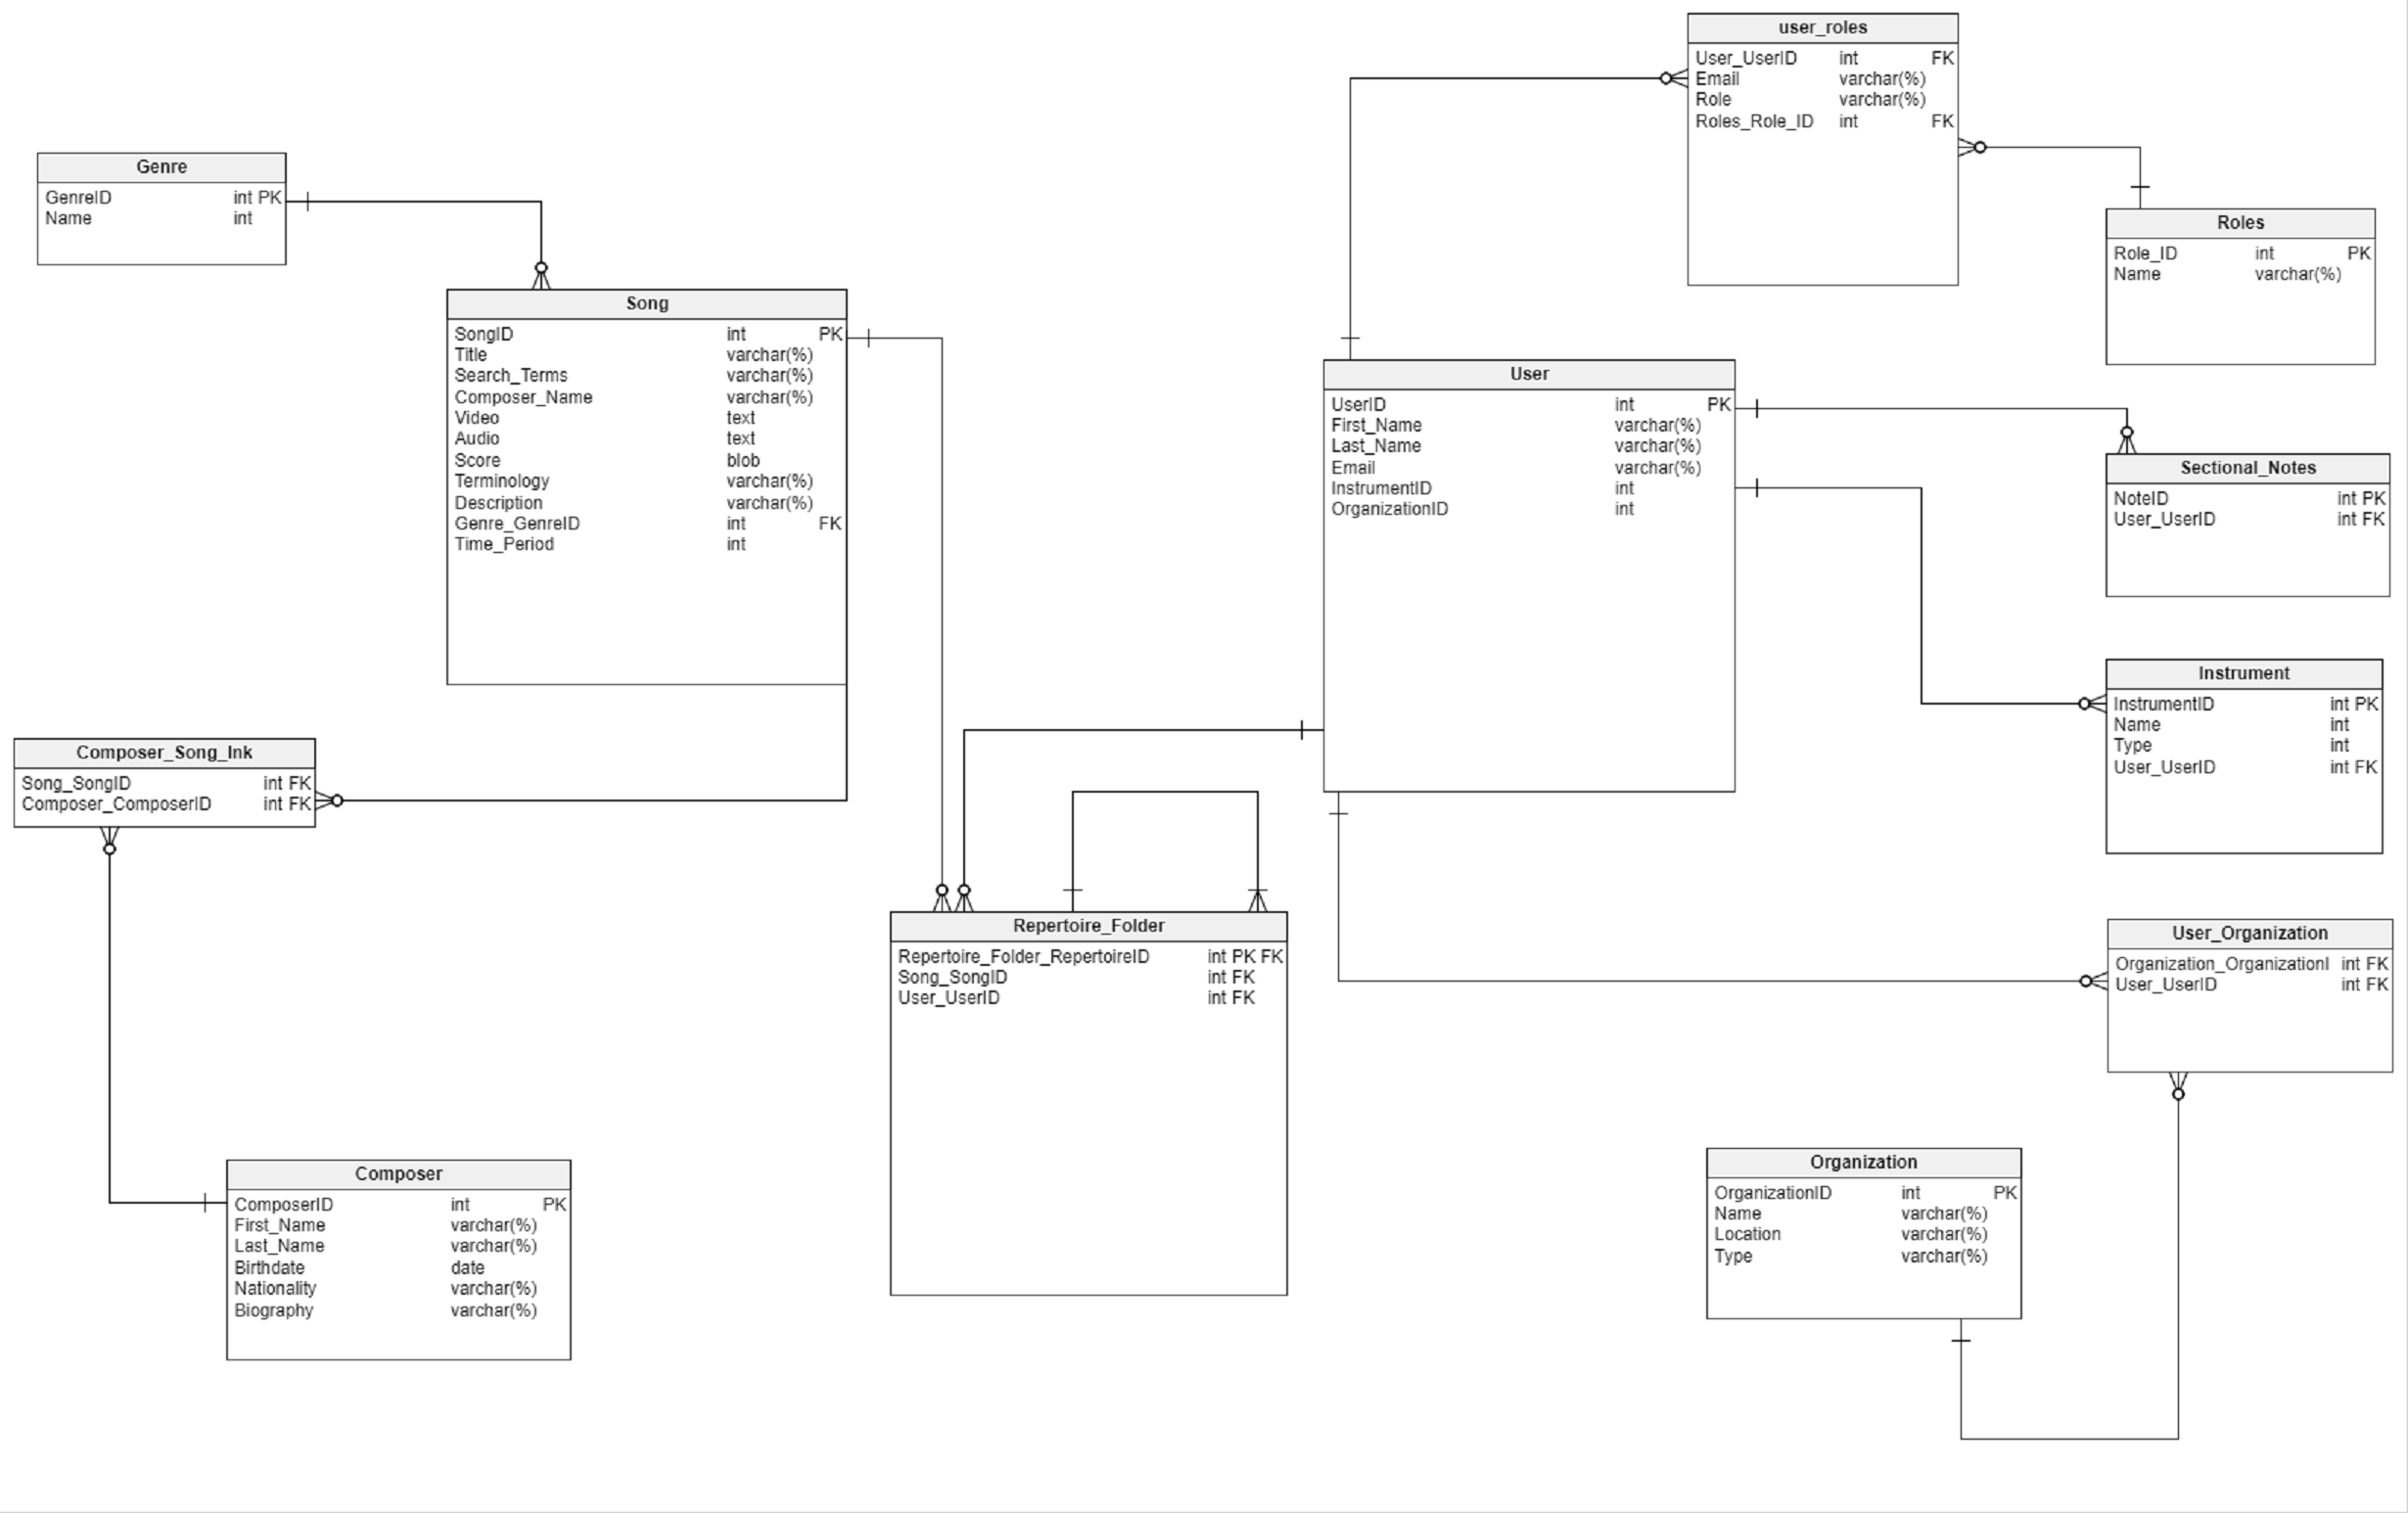 user_roles
User_UserID int FK
Email varchar(%)
Role varchar(%)
Roles_Role_ID int FK
Genre
GenreID int PK
Name int
Roles
Role_ID int PK
Name varchar(%)
Song
SongID int PK
Title varchar(%)
Search_Terms varchar(%)
Composer_Name varchar(%)
Video text
Audio text
Score blob
Terminology varchar(%)
Description varchar(%)
Genre_GenreID int FK
Time_Period int
User
UserID int PK
First_Name varchar(%)
Last_Name varchar(%)
Email varchar(%)
InstrumentID int
OrganizationID int
Sectional_Notes
NoteID int PK
User_UserID int FK
Instrument
InstrumentID int PK
Name int
Type int
User_UserID int FK
Composer_Song_Ink
Song_SongID int FK
Composer_ComposerID int FK
Repertoire_Folder
Repertoire_Folder_RepertoireID int PK FK
Song_SongID int FK
User_UserID int FK
User_Organization
Organization_OrganizationI int FK
User_UserID int FK
Composer
ComposerID int PK
First_Name varchar(%)
Last_Name varchar(%)
Birthdate date
Nationality varchar(%)
Biography varchar(%)
Organization
OrganizationID int PK
Name varchar(%)
Location varchar(%)
Type varchar(%)